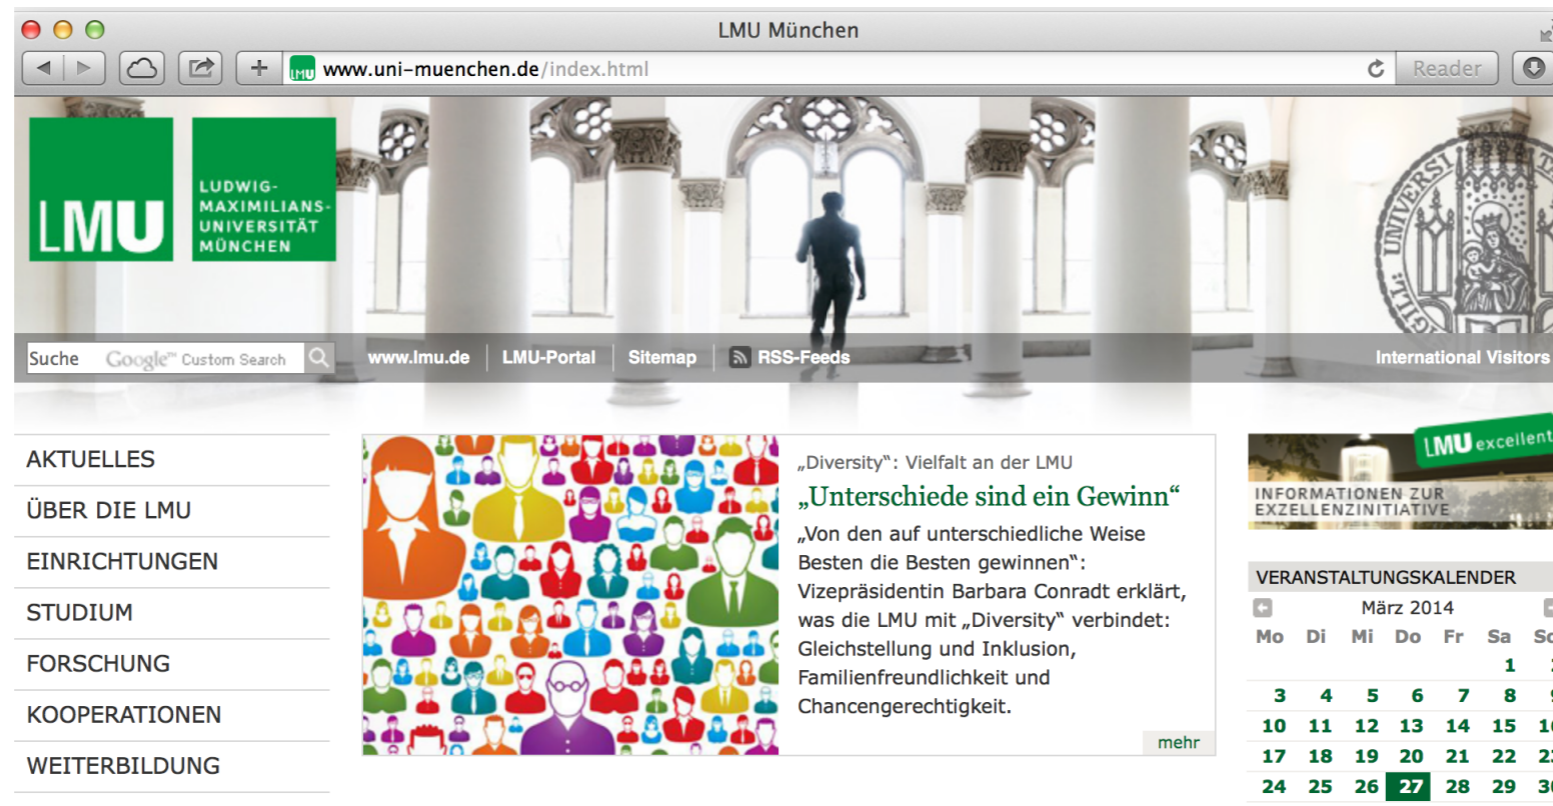 LMU München
www.uni-muenchen.de/index.html
Reader
LMU
LUDWIG-
MAXIMILIANS-
UNIVERSITÄT
MÜNCHEN
Suche Google™ Custom Search
www.lmu.de LMU-Portal Sitemap RSS-Feeds International Visitors
AKTUELLES
ÜBER DIE LMU
EINRICHTUNGEN
STUDIUM
FORSCHUNG
KOOPERATIONEN
WEITERBILDUNG
„Diversity“: Vielfalt an der LMU
„Unterschiede sind ein Gewinn“
„Von den auf unterschiedliche Weise
Besten die Besten gewinnen“:
Vizepräsidentin Barbara Conradt erklärt,
was die LMU mit „Diversity“ verbindet:
Gleichstellung und Inklusion,
Familienfreundlichkeit und
Chancengerechtigkeit.
mehr
LMU excellent
INFORMATIONEN ZUR
EXZELLENZINITIATIVE
VERANSTALTUNGSKALENDER
März 2014
Mo Di Mi Do Fr Sa
1
3 4 5 6 7 8
10 11 12 13 14 15
17 18 19 20 21 22
24 25 26 27 28 29